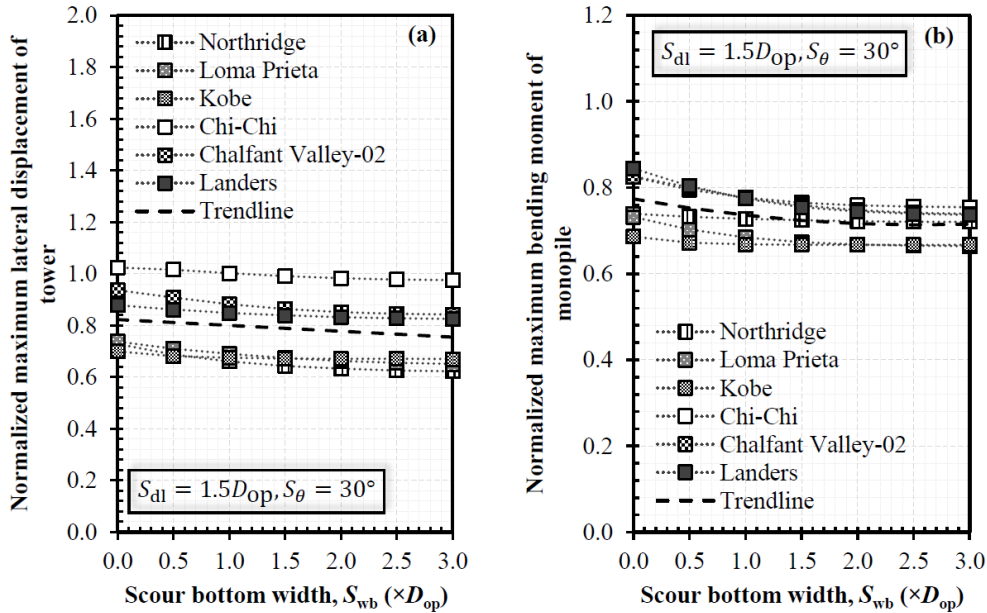 Normalized maximum lateral displacement of
tower
2.0
1.8
1.6
1.4
1.2
1.0
0.8
0.6
0.4
0.2
0.0
(a)
Northridge
Loma Prieta
Kobe
Chi-Chi
Chalfant Valley-02
Landers
Trendline
S_dl = 1.5D_op, S_θ = 30°
0.0 0.5 1.0 1.5 2.0 2.5 3.0
Scour bottom width, S_wb (×D_op)
Normalized maximum bending moment of
monopile
1.2
1.0
0.8
0.6
0.4
0.2
0.0
S_dl = 1.5D_op, S_θ = 30°
(b)
Northridge
Loma Prieta
Kobe
Chi-Chi
Chalfant Valley-02
Landers
Trendline
0.0 0.5 1.0 1.5 2.0 2.5 3.0
Scour bottom width, S_wb (×D_op)